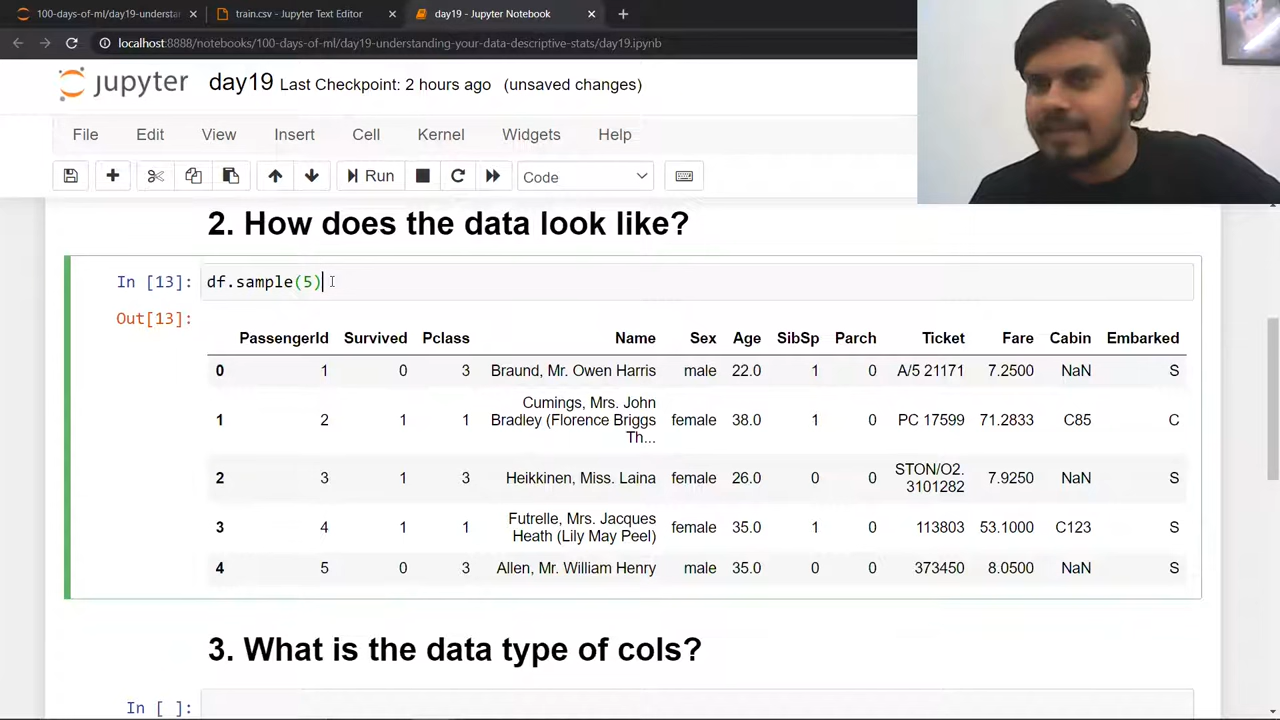 100-days-of-ml/day19-understa
train.csv - Jupyter Text Editor
day19 - Jupyter Notebook
localhost:8888/notebooks/100-days-of-ml/day19-understanding-your-data-descriptive-stats/day19.ipynb
jupyter day19 Last Checkpoint: 2 hours ago (unsaved changes)
File Edit View Insert Cell Kernel Widgets Help
Run Code
2. How does the data look like?
In [13]: df.sample(5)
Out[13]:
PassengerId Survived Pclass Name Sex Age SibSp Parch Ticket Fare Cabin Embarked
0 1 0 3 Braund, Mr. Owen Harris male 22.0 1 0 A/5 21171 7.2500 NaN S
Cumings, Mrs. John
1 2 1 1 Bradley (Florence Briggs female 38.0 1 0 PC 17599 71.2833 C85 C
Th...
2 3 1 3 Heikkinen, Miss. Laina female 26.0 0 0 STON/O2. 7.9250 NaN S
3101282
3 4 1 1 Futrelle, Mrs. Jacques female 35.0 1 0 113803 53.1000 C123 S
Heath (Lily May Peel)
4 5 0 3 Allen, Mr. William Henry male 35.0 0 0 373450 8.0500 NaN S
3. What is the data type of cols?
In [ ]: